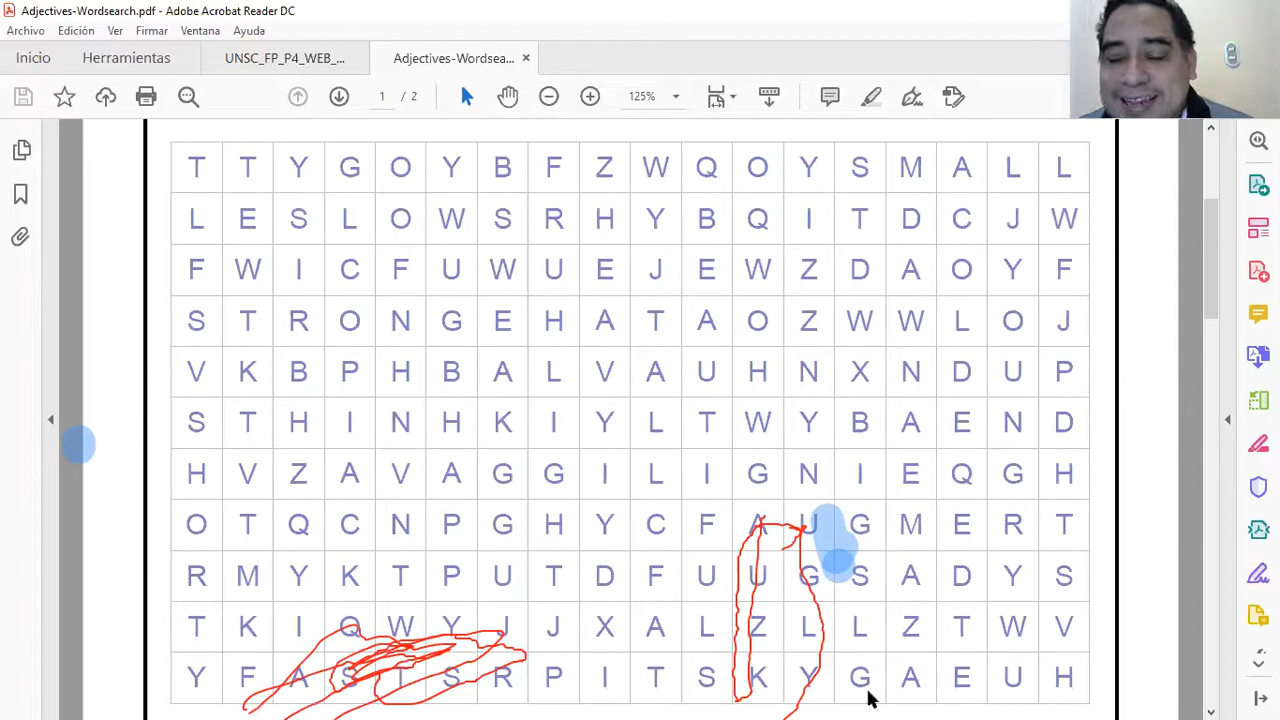 Adjectives-Wordsearch.pdf - Adobe Acrobat Reader DC
Archivo Edición Ver Firmar Ventana Ayuda
Inicio Herramientas UNSC_FP_P4_WEB_... Adjectives-Wordsea... ×
1 / 2 125%
T T Y G O Y B F Z W Q O Y S M A L L
L E S L O W S R H Y B Q I T D C J W
F W I C F U W U E J E W Z D A O Y F
S T R O N G E H A T A O Z W W L O J
V K B P H B A L V A U H N X N D U P
S T H I N H K I Y L T W Y B A E N D
H V Z A V A G G I L I G N I E Q G H
O T Q C N P G H Y C F A U G M E R T
R M Y K T P U T D F U U G S A D Y S
T K I Q W Y J J X A L Z L L Z T W V
Y F A S T S R P I T S K Y G A E U H